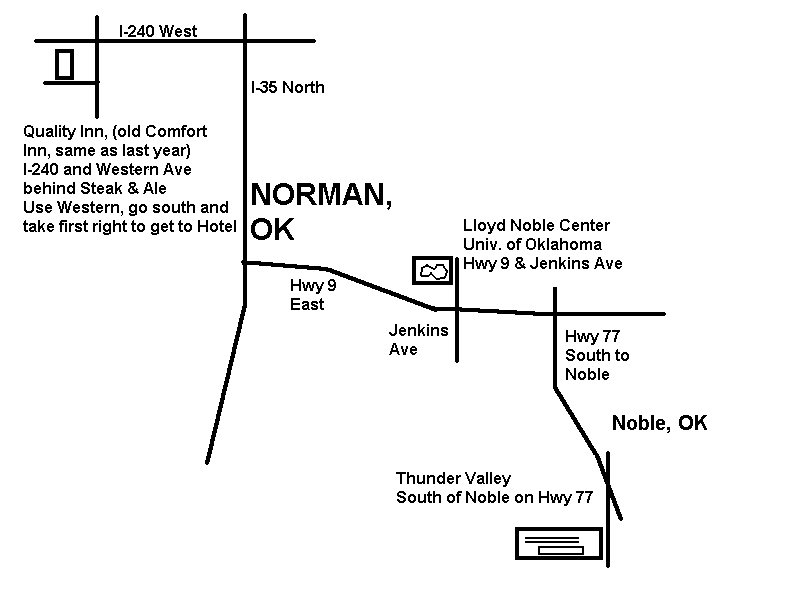 I-240 West
I-35 North
Quality Inn, (old Comfort
Inn, same as last year)
I-240 and Western Ave
behind Steak & Ale
Use Western, go south and
take first right to get to Hotel
NORMAN,
OK
Lloyd Noble Center
Univ. of Oklahoma
Hwy 9 & Jenkins Ave
Hwy 9
East
Jenkins
Ave
Hwy 77
South to
Noble
Noble, OK
Thunder Valley
South of Noble on Hwy 77